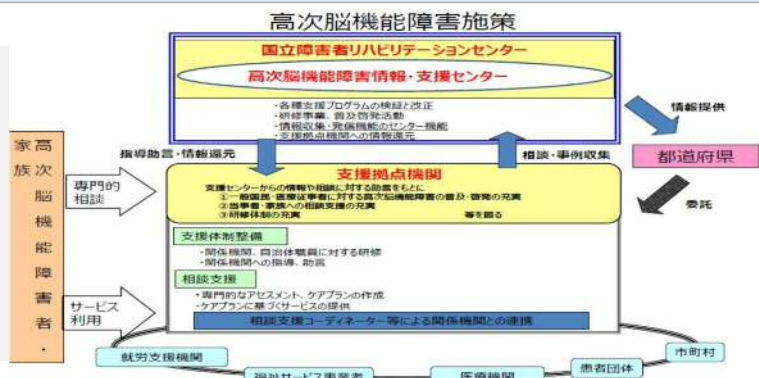 高次脳機能障害施策
国立障害者リハビリテーションセンター
高次脳機能障害情報・支援センター
・各種支援プログラムの検証と改正
・研修事業、普及啓発活動
・情報収集・発信機能のセンター機能
・支援拠点機関への情報還元
情報提供
指導助言・情報還元
相談・事例収集
都道府県
委託
高次脳機能障害者・家族
専門的
相談
支援拠点機関
支援センターからの情報や相談に対する助言をもとに
①一般国民・医療従事者に対する高次脳機能障害の普及・啓発の充実
②当事者・家族への相談支援の充実
③研修体制の充実 等を図る
支援体制整備
・関係機関、自治体職員に対する研修
・関係機関への指導、助言
相談支援
・専門的なアセスメント、ケアプランの作成
・ケアプランに基づくサービスの提供
サービス
利用
相談支援コーディネーター等による関係機関との連携
就労支援機関
福祉サービス事業者
医療機関
患者団体
市町村